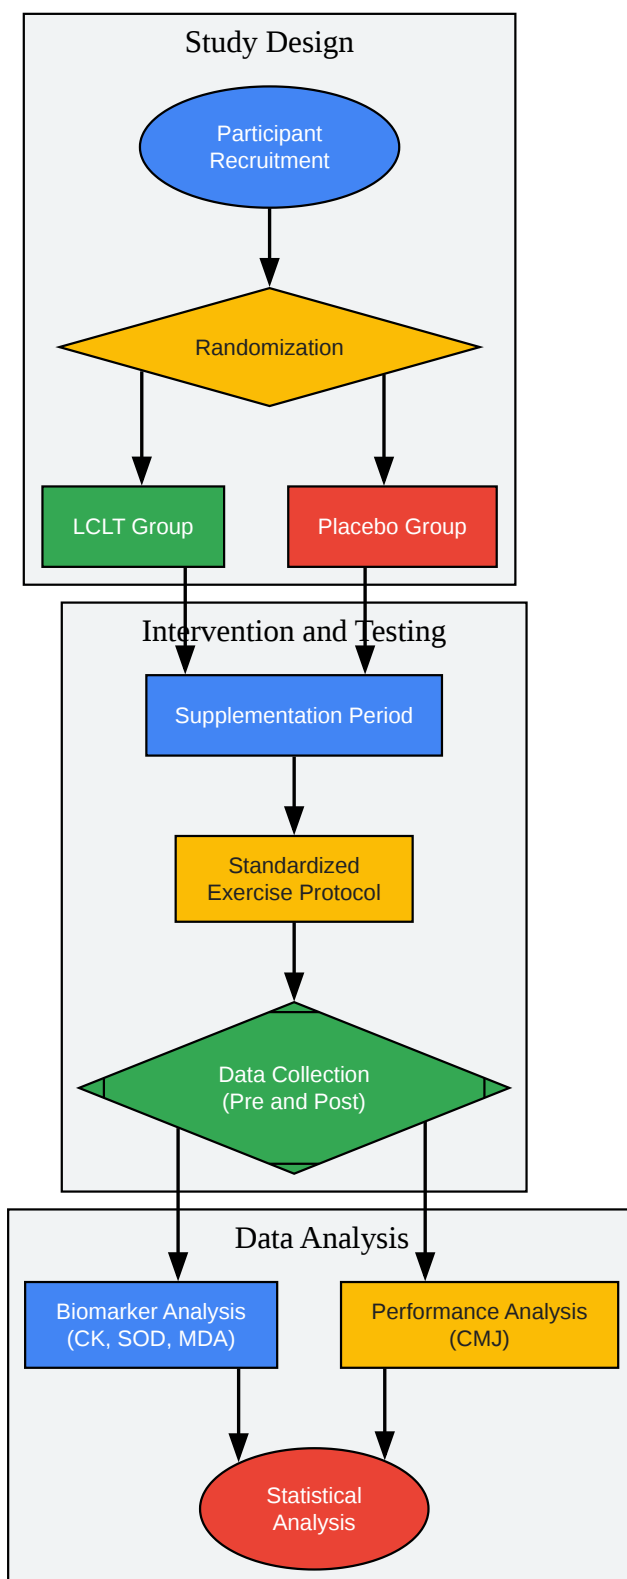 Study Design
Participant
Recruitment
Randomization
LCLT Group
Placebo Group
Intervention and Testing
Supplementation Period
Standardized
Exercise Protocol
Data Collection
(Pre and Post)
Data Analysis
Biomarker Analysis
(CK, SOD, MDA)
Performance Analysis
(CMJ)
Statistical
Analysis